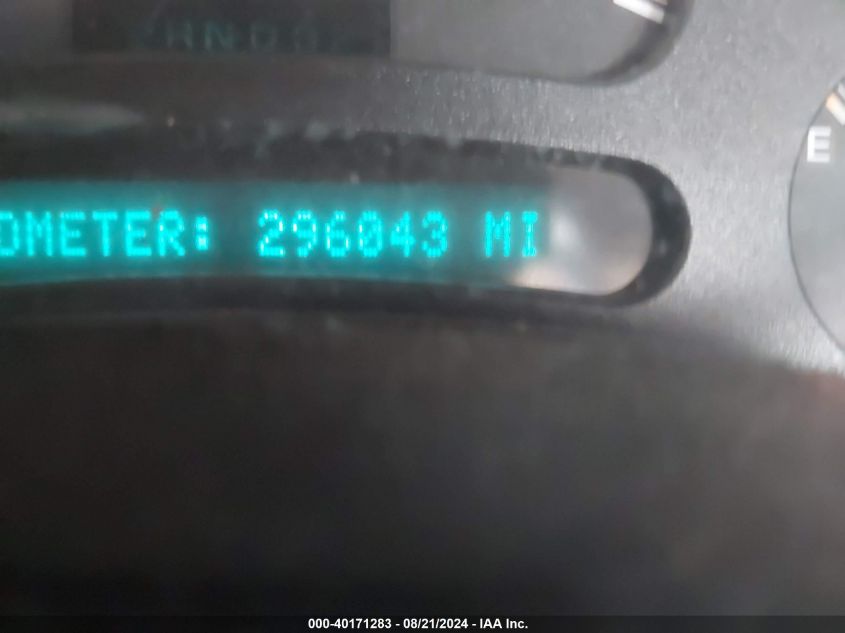 OMETER: 296043 MI
E
000-40171283 - 08/21/2024 - IAA Inc.